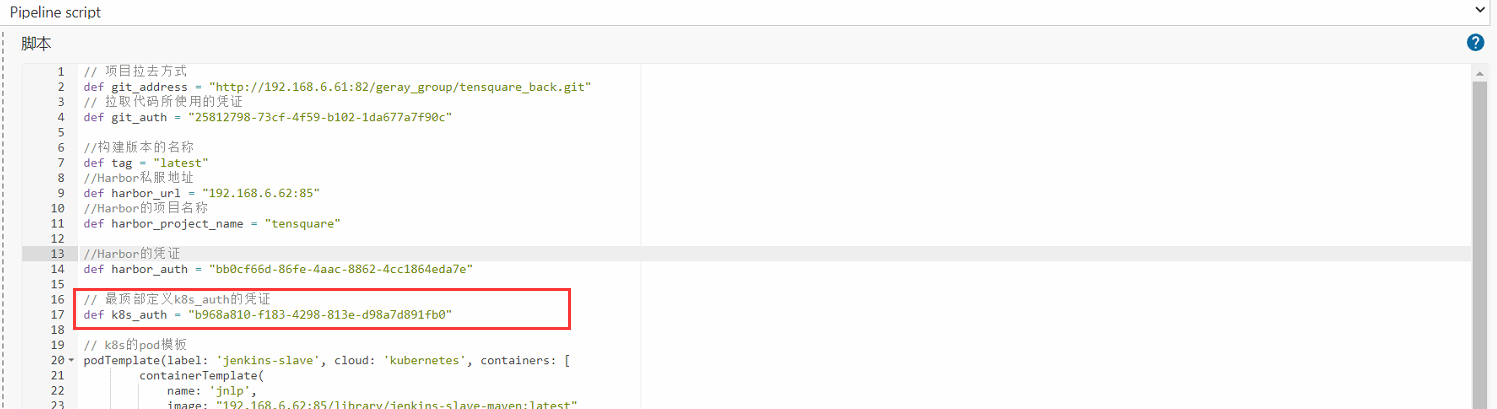 Pipeline script
脚本
?
1 // 项目拉去方式
2 def git_address = "http://192.168.6.61:82/geray_group/tensquare_back.git"
3 // 拉取代码所使用的凭证
4 def git_auth = "25812798-73cf-4f59-b102-1da677a7f90c"
5
6 //构建版本的名称
7 def tag = "latest"
8 //Harbor私服地址
9 def harbor_url = "192.168.6.62:85"
10 //Harbor的项目名称
11 def harbor_project_name = "tensquare"
12
13 //Harbor的凭证
14 def harbor_auth = "bb0cf66d-86fe-4aac-8862-4cc1864eda7e"
15
16 // 最顶部定义k8s_auth的凭证
17 def k8s_auth = "b968a810-f183-4298-813e-d98a7d891fb0"
18
19 // k8s的pod模板
20 podTemplate(label: 'jenkins-slave', cloud: 'kubernetes', containers: [
21 containerTemplate(
22 name: 'jnlp',
23 image: "192.168.6.62:85/library/jenkins-slave-maven:latest"